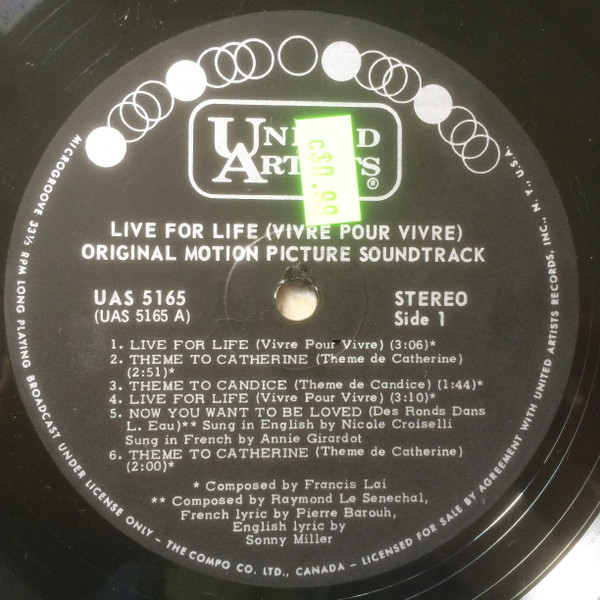 UNITED
ARTISTS®
C$0.99
LIVE FOR LIFE (VIVRE POUR VIVRE)
ORIGINAL MOTION PICTURE SOUNDTRACK
UAS 5165
(UAS 5165 A)
STEREO
Side 1
1. LIVE FOR LIFE (Vivre Pour Vivre) (3:06)*
2. THEME TO CATHERINE (Theme de Catherine)
(2:51)*
3. THEME TO CANDICE (Theme de Candice) (1:44)*
4. LIVE FOR LIFE (Vivre Pour Vivre) (3:10)*
5. NOW YOU WANT TO BE LOVED (Des Ronds Dans
L. Eau)** Sung in English by Nicole Croiselli
Sung in French by Annie Girardot
6. THEME TO CATHERINE (Theme de Catherine)
(2:00)*
* Composed by Francis Lai
** Composed by Raymond Le Senechal,
French lyric by Pierre Barouh,
English lyric by
Sonny Miller
MICROGROOVE 33⅓ RPM LONG PLAYING BROADCAST UNDER LICENSE ONLY – THE COMPO CO. LTD., CANADA – LICENSED FOR SALE BY AGREEMENT WITH UNITED ARTISTS RECORDS, INC., N. Y., U.S.A.